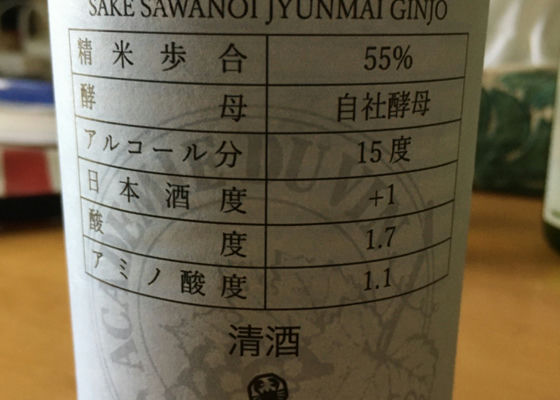 SAKE SAWANOI JYUNMAI GINJO
精米歩合 55%
酵母 自社酵母
アルコール分 15度
日本酒度 +1
酸度 1.7
アミノ酸度 1.1
清酒